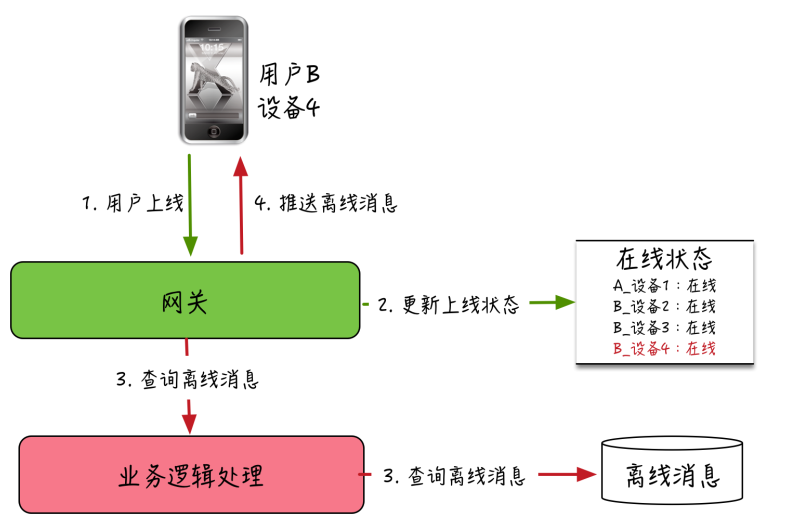 10:15
用户B
设备4
1. 用户上线
4. 推送离线消息
在线状态
A_设备1：在线
B_设备2：在线
B_设备3：在线
B_设备4：在线
网关
2. 更新上线状态
3. 查询离线消息
业务逻辑处理
3. 查询离线消息
离线消息